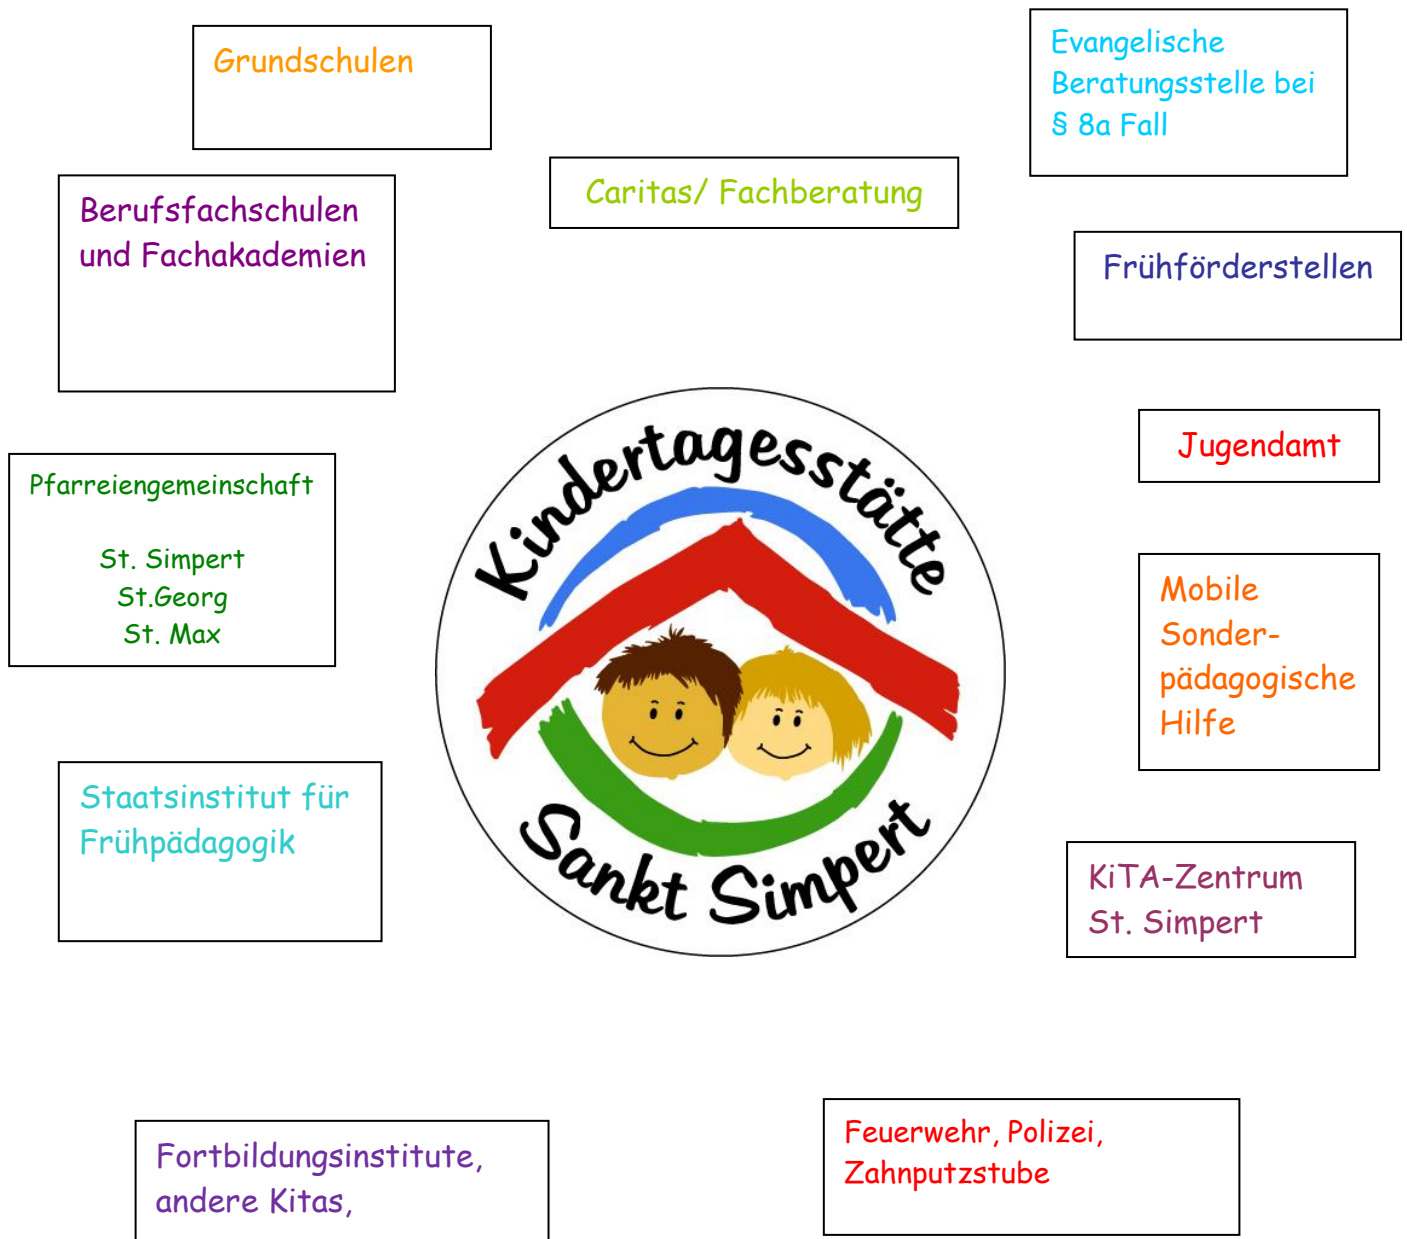 Grundschulen
Evangelische
Beratungsstelle bei
§ 8a Fall
Caritas/ Fachberatung
Berufsfachschulen
und Fachakademien
Frühförderstellen
Jugendamt
Pfarreiengemeinschaft
St. Simpert
St.Georg
St. Max
Kindertagesstätte
Sankt Simpert
Mobile
Sonder-
pädagogische
Hilfe
Staatsinstitut für
Frühpädagogik
KiTA-Zentrum
St. Simpert
Fortbildungsinstitute,
andere Kitas,
Feuerwehr, Polizei,
Zahnputzstube